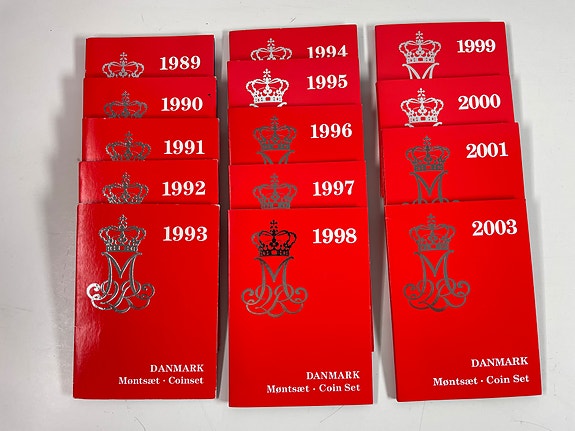 1989
1990
1991
1992
1993
DANMARK
Møntsæt · Coinset
1994
1995
1996
1997
1998
DANMARK
Møntsæt · Coin Set
1999
2000
2001
2003
DANMARK
Møntsæt · Coin Set